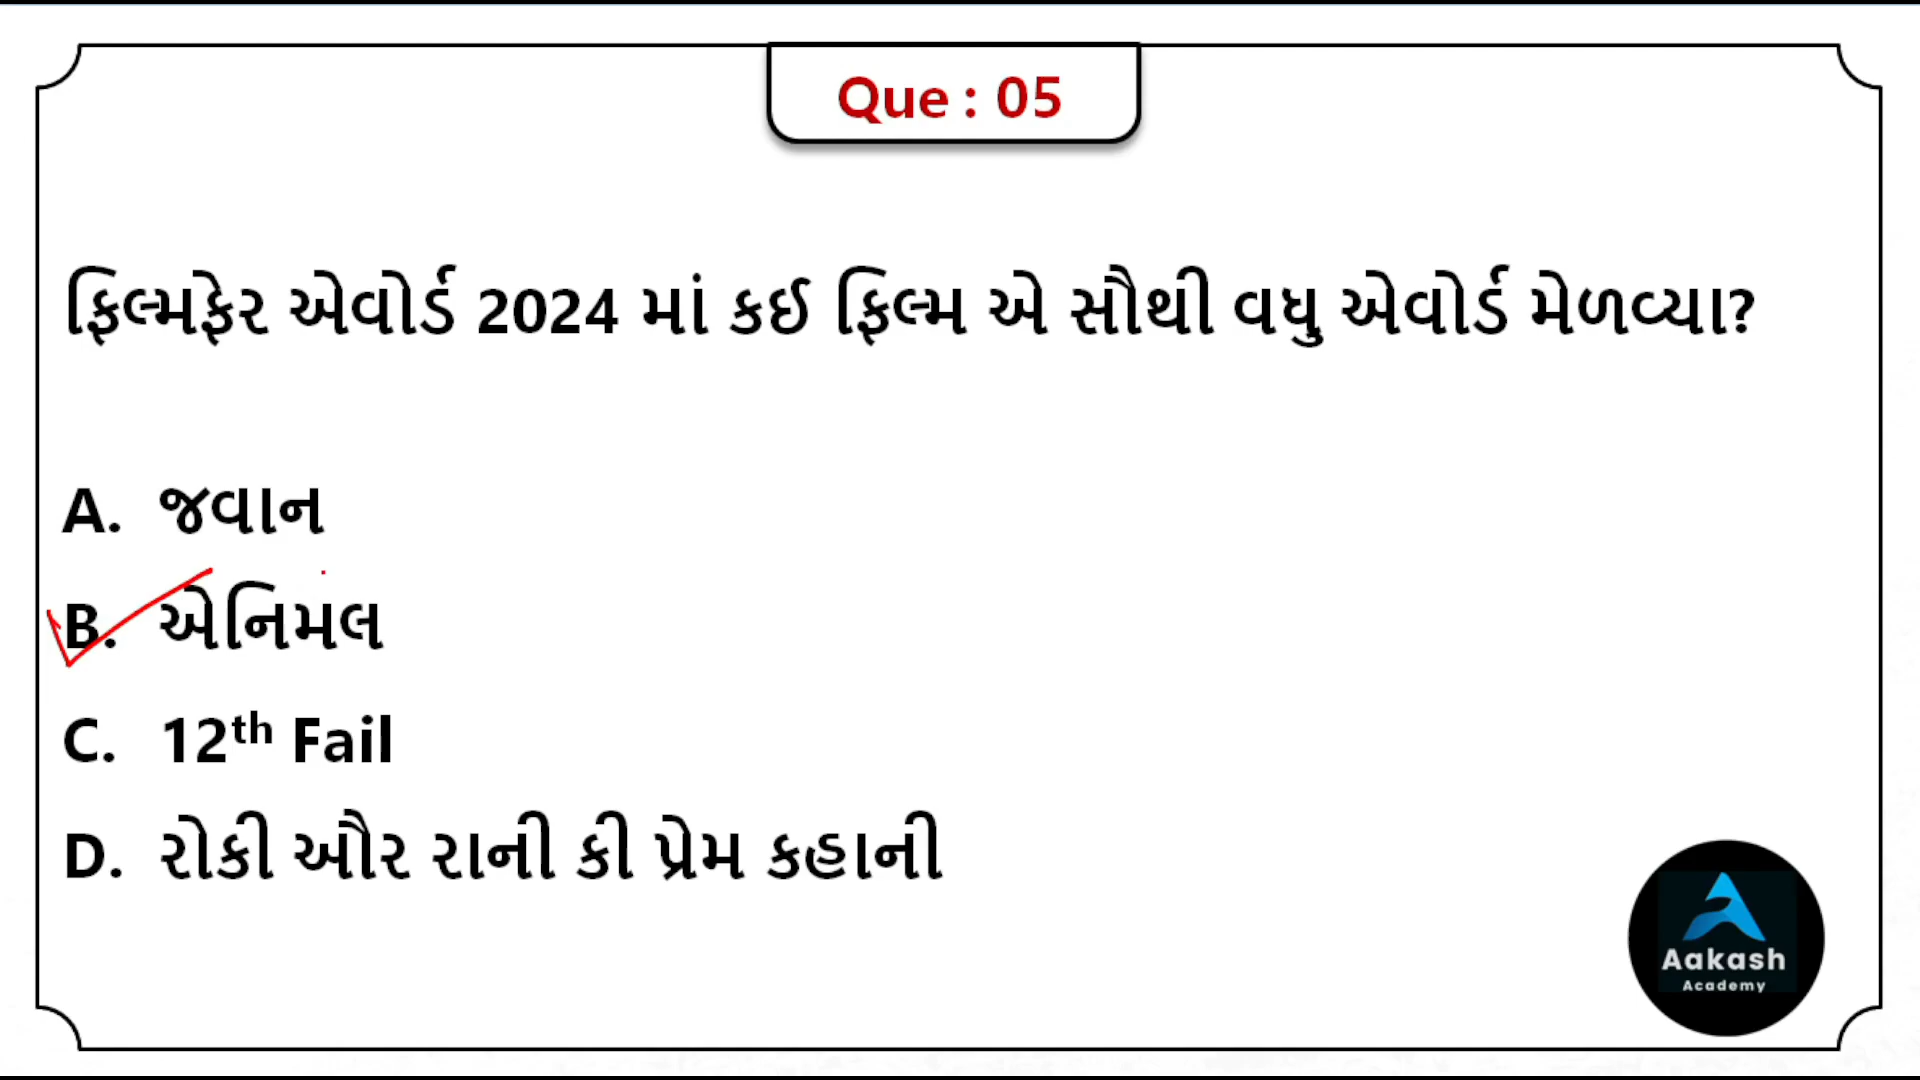 Que : 05
ફિલ્મફેર એવોર્ડ 2024 માં કઈ ફિલ્મ એ સૌથી વધુ એવોર્ડ મેળવ્યા?
A. જવાન
B. એનિમલ
C. 12th Fail
D. રોકી ઔર રાની કી પ્રેમ કહાની
Aakash
Academy